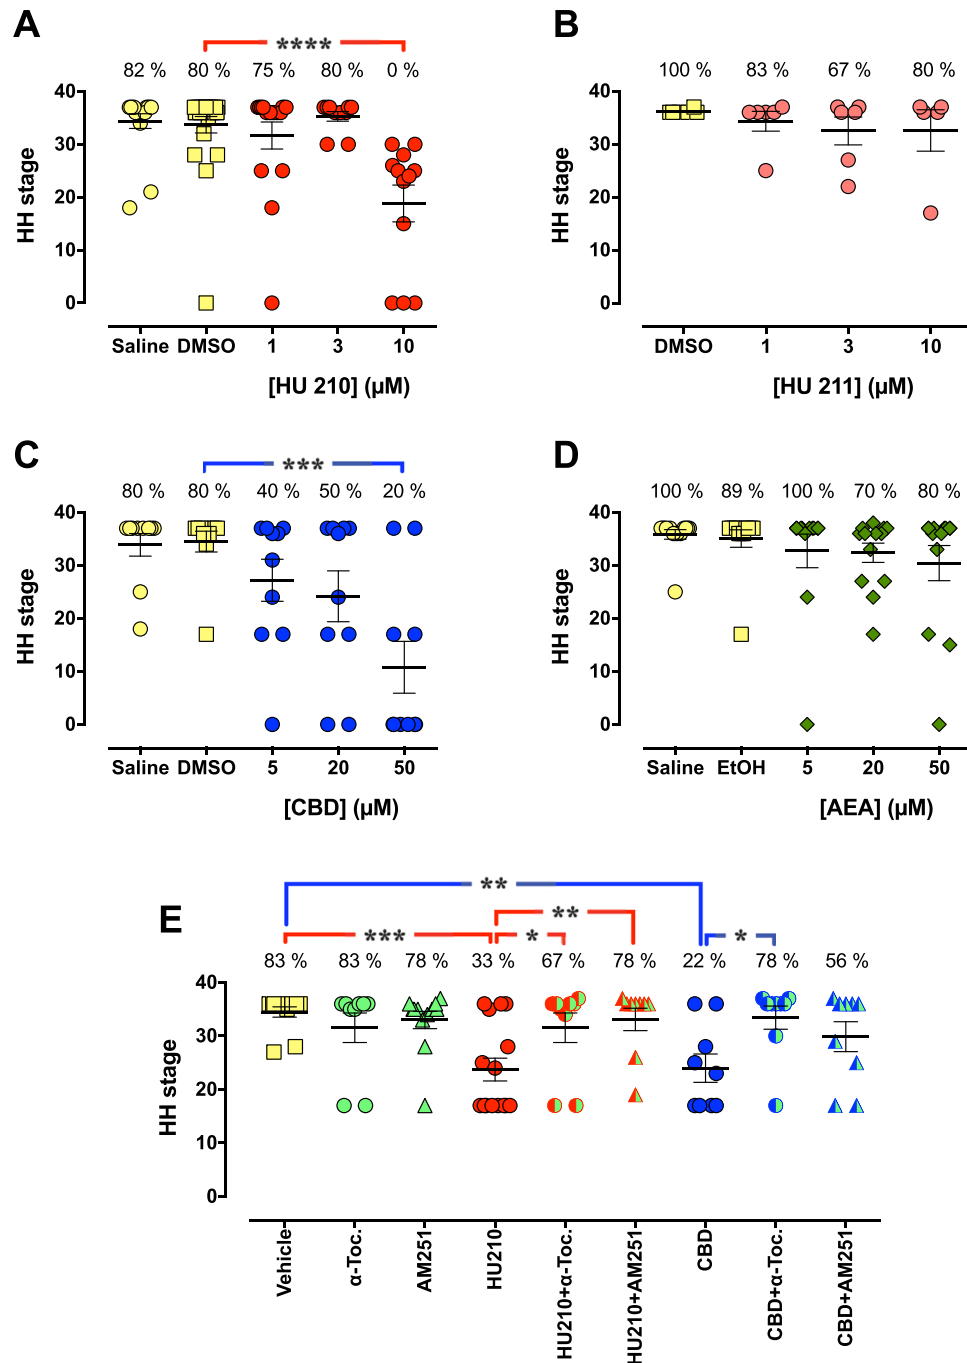 A
****
82 % 80 % 75 % 80 % 0 %
HH stage
40
30
20
10
0
Saline DMSO 1 3 10
[HU 210] (µM)
B
100 % 83 % 67 % 80 %
HH stage
40
30
20
10
0
DMSO 1 3 10
[HU 211] (µM)
C
***
80 % 80 % 40 % 50 % 20 %
HH stage
40
30
20
10
0
Saline DMSO 5 20 50
[CBD] (µM)
D
100 % 89 % 100 % 70 % 80 %
HH stage
40
30
20
10
0
Saline EtOH 5 20 50
[AEA] (µM)
E
**
**
*** * *
83 % 83 % 78 % 33 % 67 % 78 % 22 % 78 % 56 %
HH stage
40
30
20
10
0
Vehicle
α-Toc.
AM251
HU210
HU210+α-Toc.
HU210+AM251
CBD
CBD+α-Toc.
CBD+AM251